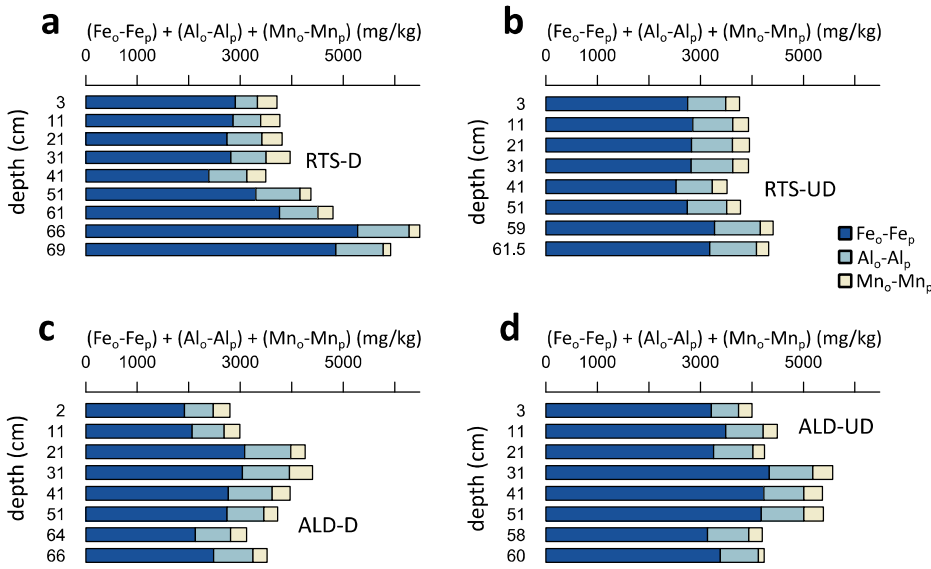 a
(Feo-Fep) + (Alo-Alp) + (Mno-Mnp) (mg/kg)
0 1000 3000 5000
depth (cm)
3
11
21
31
41
51
61
66
69
RTS-D
b
(Feo-Fep) + (Alo-Alp) + (Mno-Mnp) (mg/kg)
0 1000 3000 5000
depth (cm)
3
11
21
31
41
51
59
61.5
RTS-UD
Feo-Fep
Alo-Alp
Mno-Mnp
c
(Feo-Fep) + (Alo-Alp) + (Mno-Mnp) (mg/kg)
0 1000 3000 5000
depth (cm)
2
11
21
31
41
51
64
66
ALD-D
d
(Feo-Fep) + (Alo-Alp) + (Mno-Mnp) (mg/kg)
0 1000 3000 5000
depth (cm)
3
11
21
31
41
51
58
60
ALD-UD